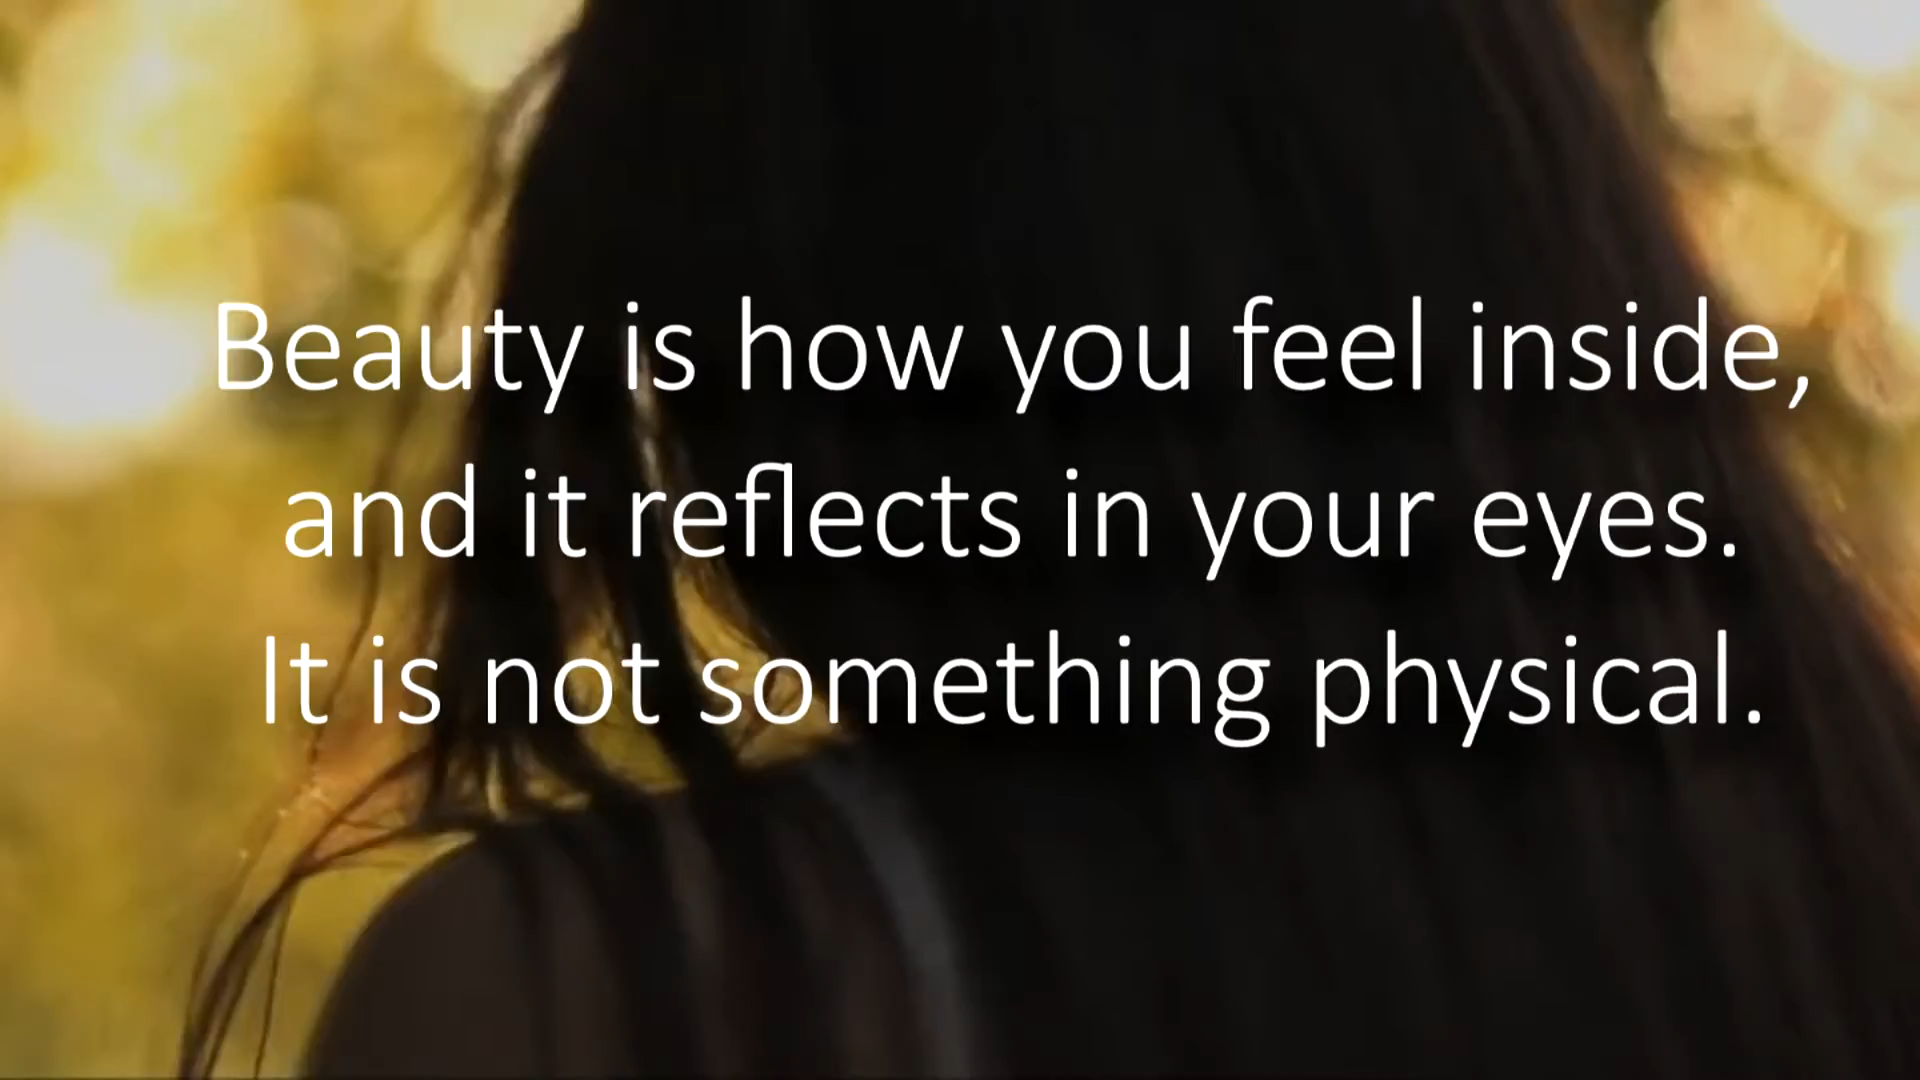 Beauty is how you feel inside,
and it reflects in your eyes.
It is not something physical.